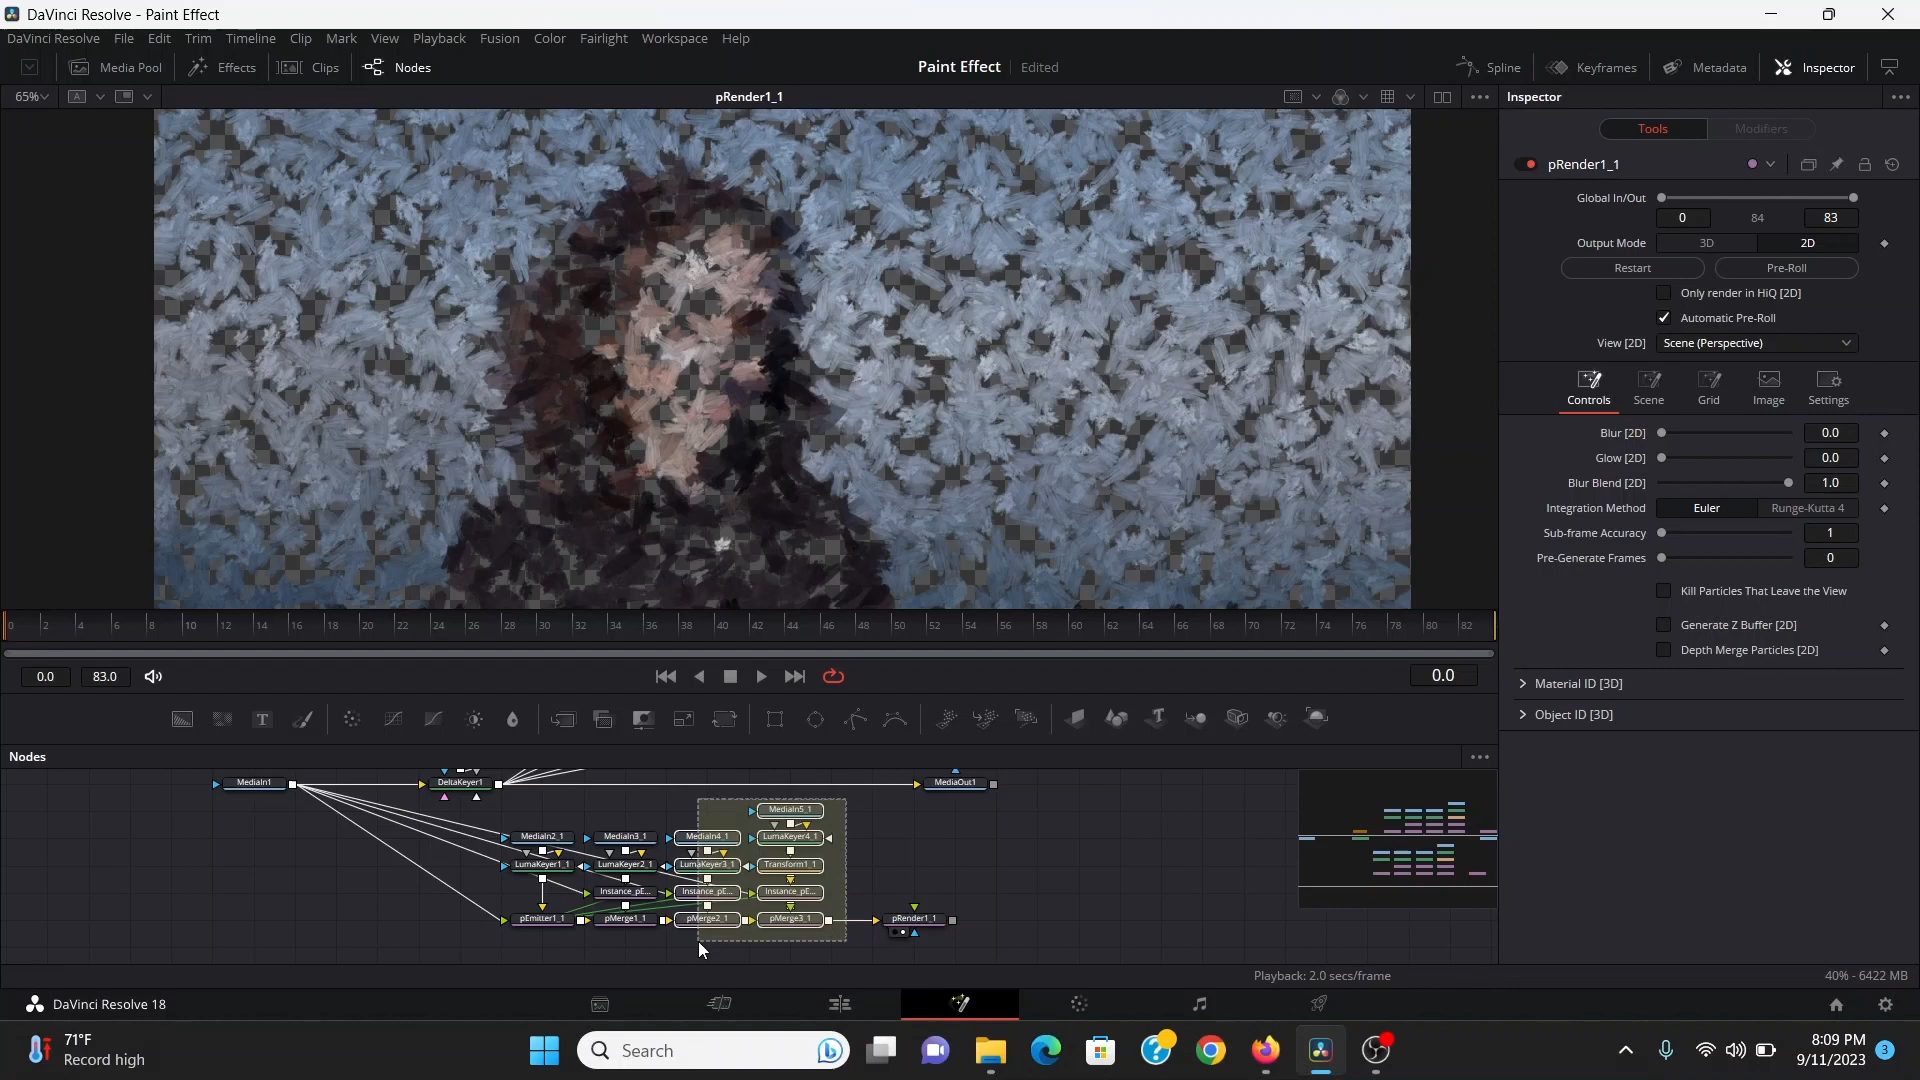 DaVinci Resolve - Paint Effect
DaVinci Resolve File Edit Trim Timeline Clip Mark View Playback Fusion Color Fairlight Workspace Help
Media Pool Effects Clips Nodes Paint Effect Edited Spline Keyframes Metadata Inspector
65% A pRender1_1 Inspector
Tools Modifiers
pRender1_1
Global In/Out
0 84 83
Output Mode 3D 2D
Restart Pre-Roll
Only render in HiQ [2D]
Automatic Pre-Roll
View [2D] Scene (Perspective)
Controls Scene Grid Image Settings
Blur [2D] 0.0
Glow [2D] 0.0
Blur Blend [2D] 1.0
Integration Method Euler Runge-Kutta 4
Sub-frame Accuracy 1
Pre-Generate Frames 0
Kill Particles That Leave the View
Generate Z Buffer [2D]
Depth Merge Particles [2D]
Material ID [3D]
Object ID [3D]
0 2 4 6 8 10 12 14 16 18 20 22 24 26 28 30 32 34 36 38 40 42 44 46 48 50 52 54 56 58 60 62 64 66 68 70 72 74 76 78 80 82
0.0 83.0 0.0
T
Nodes
MediaIn1 DeltaKeyer1 MediaOut1
MediaIn5_1
MediaIn2_1 MediaIn3_1 MediaIn4_1 LumaKeyer4_1
LumaKeyer1_1 LumaKeyer2_1 LumaKeyer3_1 Transform1_1
Instance_pE... Instance_pE... Instance_pE...
pEmitter1_1 pMerge1_1 pMerge2_1 pMerge3_1 pRender1_1
Playback: 2.0 secs/frame 40% - 6422 MB
DaVinci Resolve 18
71°F
Record high
Search
8:09 PM
9/11/2023
3